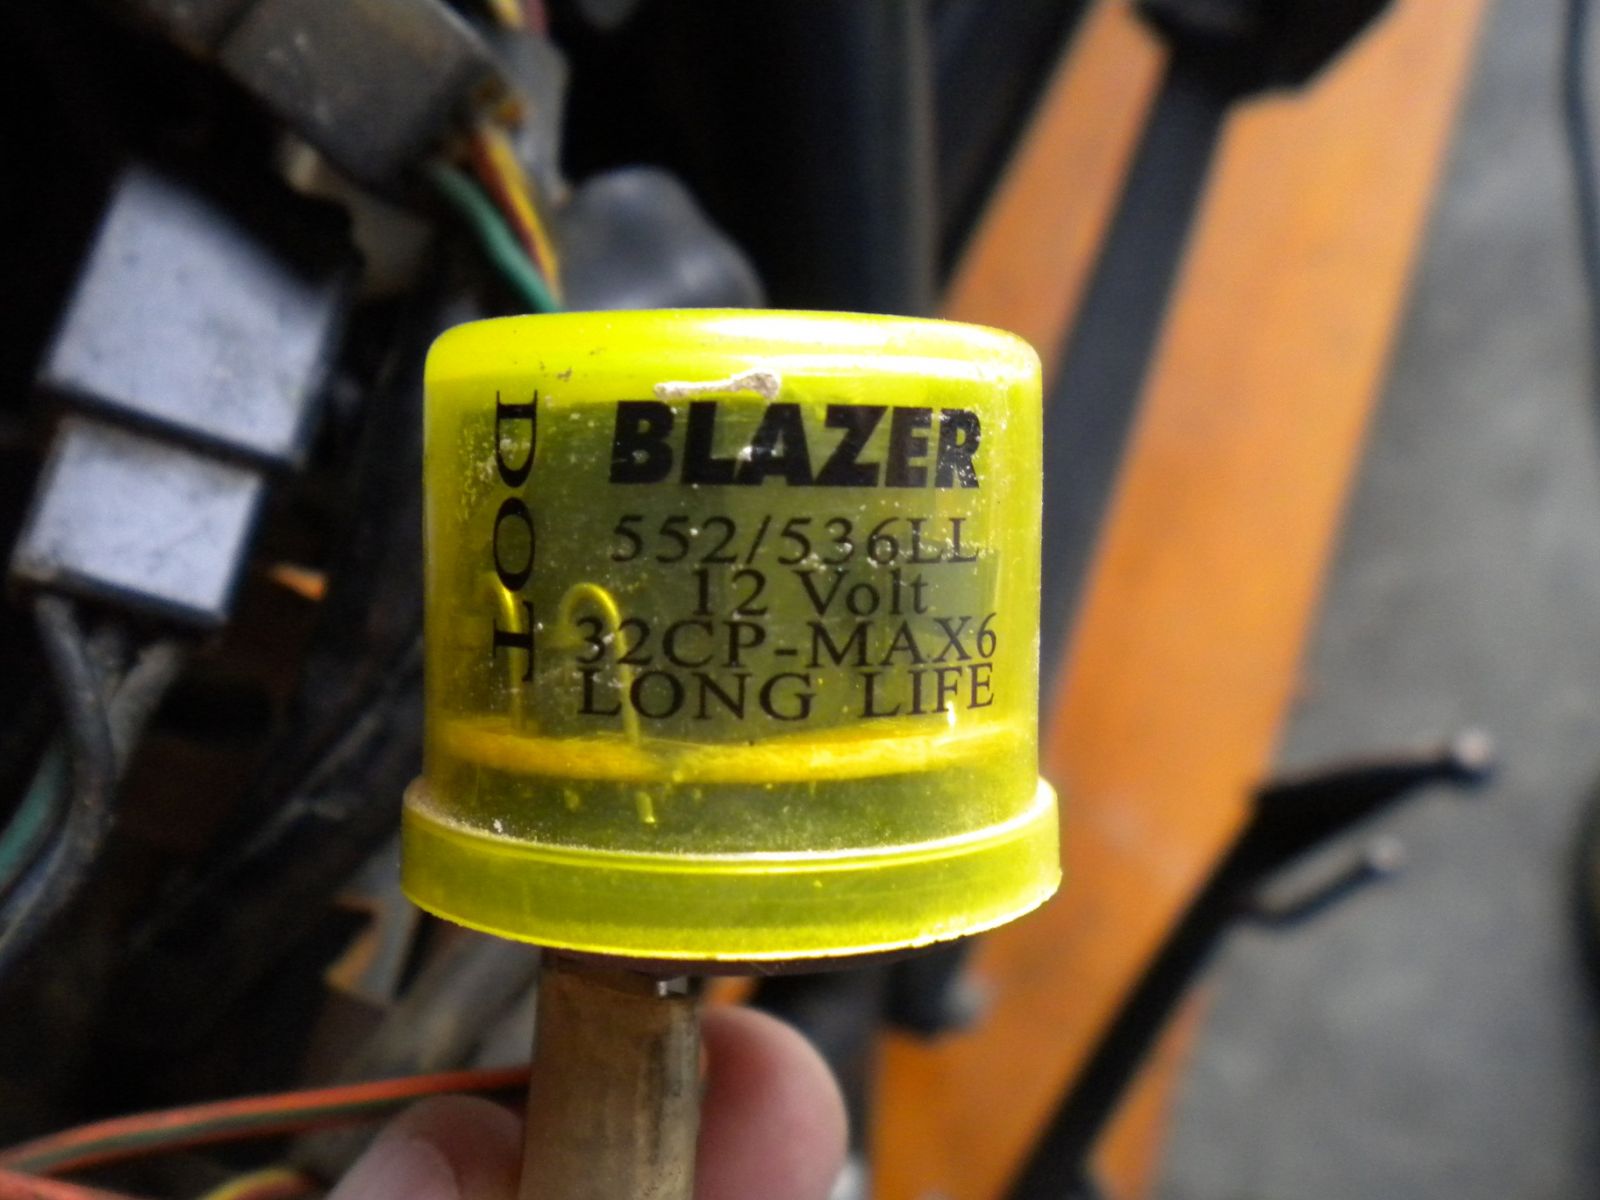 DOT
BLAZER
552/536LL
12 Volt
32CP-MAX6
LONG LIFE